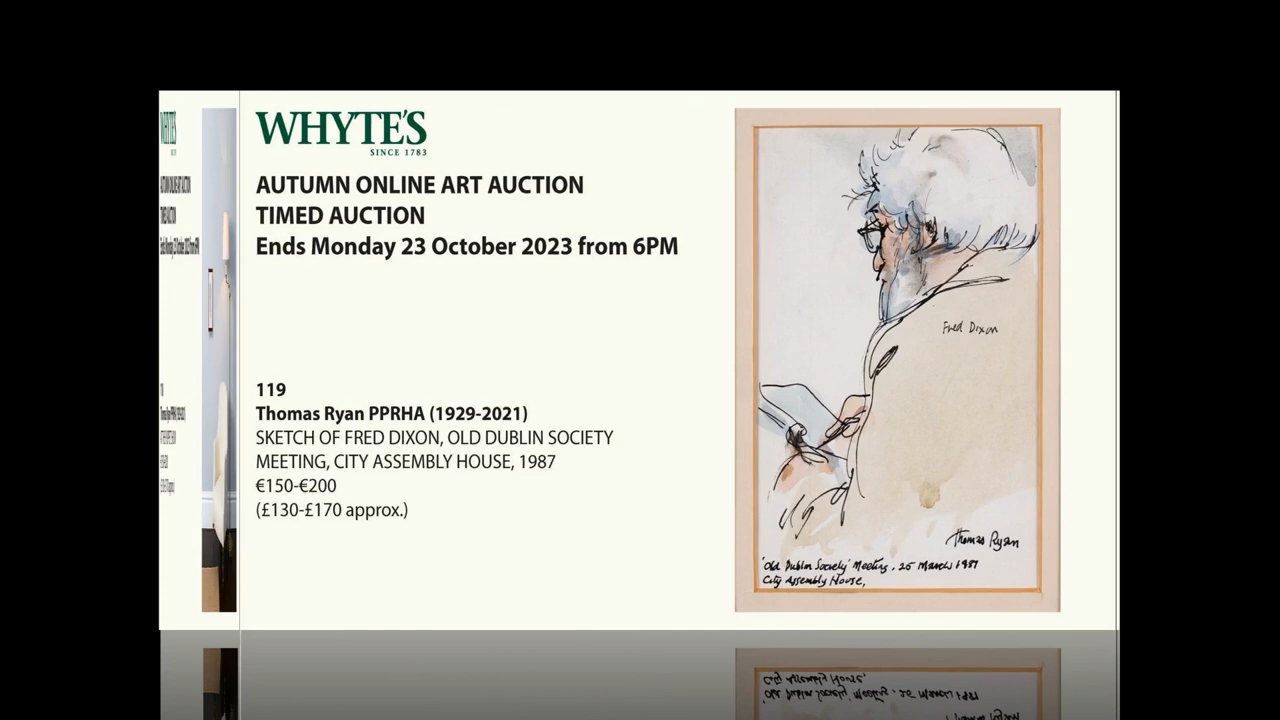 WHYTE'S
SINCE 1783
AUTUMN ONLINE ART AUCTION
TIMED AUCTION
Ends Monday 23 October 2023 from 6PM
119
Thomas Ryan PPRHA (1929-2021)
SKETCH OF FRED DIXON, OLD DUBLIN SOCIETY
MEETING, CITY ASSEMBLY HOUSE, 1987
€150-€200
(£130-£170 approx.)
Fred Dixon
Thomas Ryan
'Old Dublin Society' Meeting. 25 March 1987
City Assembly House,